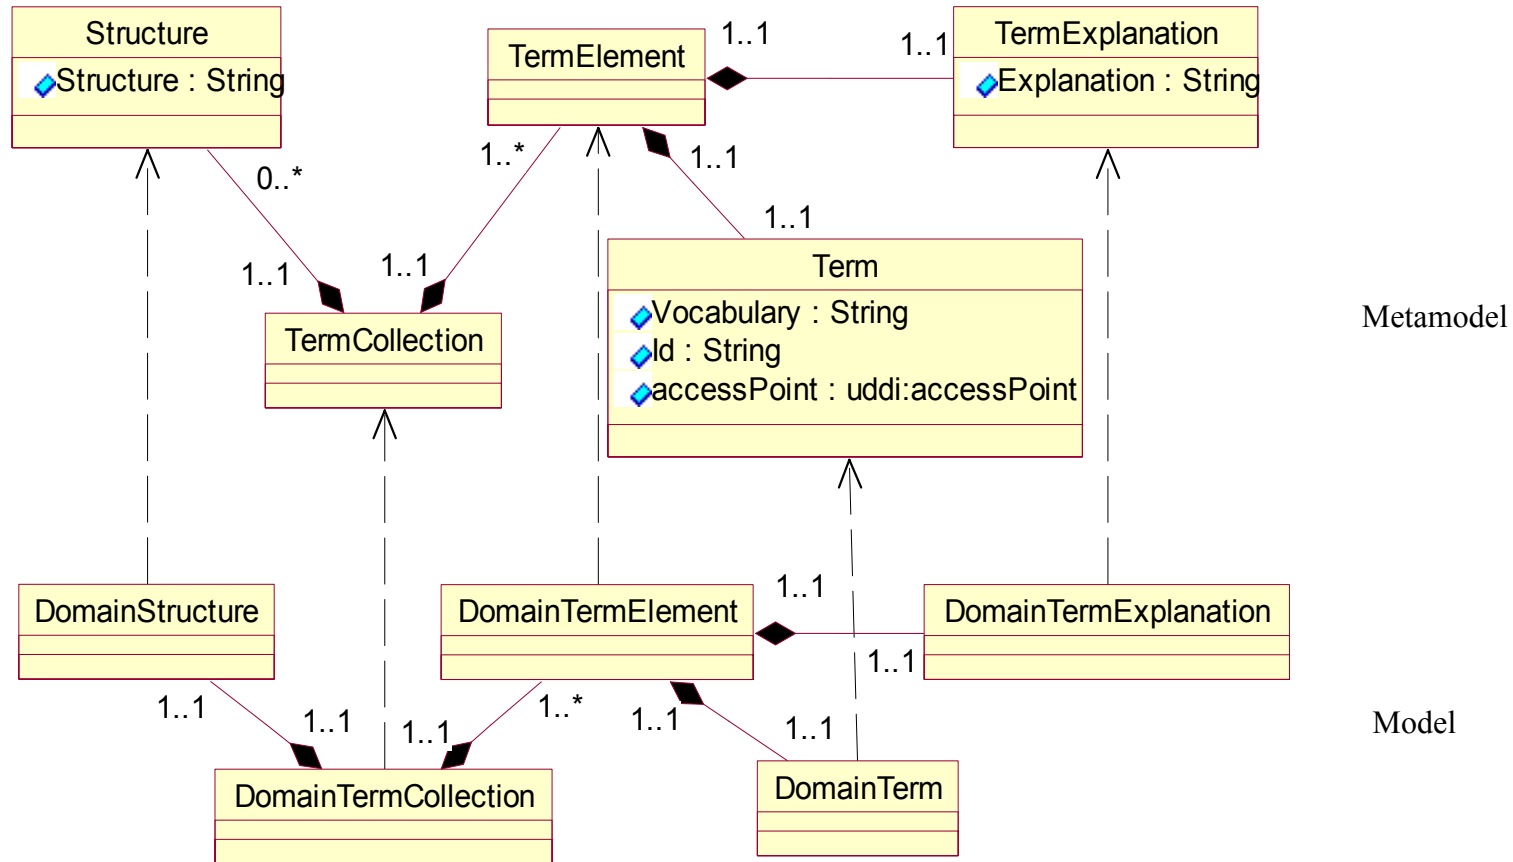 Structure
Structure : String
TermElement
1..1
1..1
TermExplanation
Explanation : String
0..*
1..*
1..1
1..1
1..1
1..1
TermCollection
Term
Vocabulary : String
Id : String
accessPoint : uddi:accessPoint
Metamodel
DomainStructure
DomainTermElement
1..1
1..1
DomainTermExplanation
1..1
1..1
1..1
1..*
1..1
1..1
Model
DomainTermCollection
DomainTerm